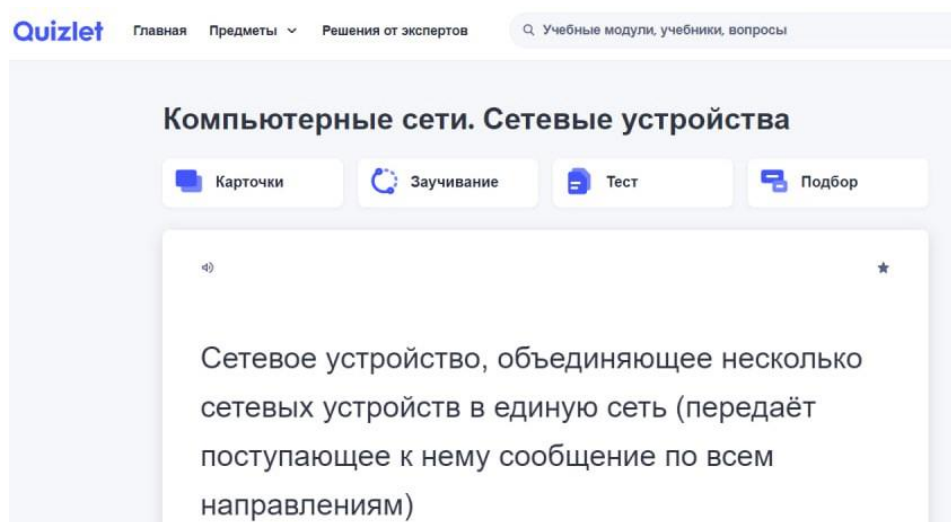 Quizlet Главная Предметы Решения от экспертов Учебные модули, учебники, вопросы
Компьютерные сети. Сетевые устройства
Карточки Заучивание Тест Подбор
Сетевое устройство, объединяющее несколько
сетевых устройств в единую сеть (передаёт
поступающее к нему сообщение по всем
направлениям)